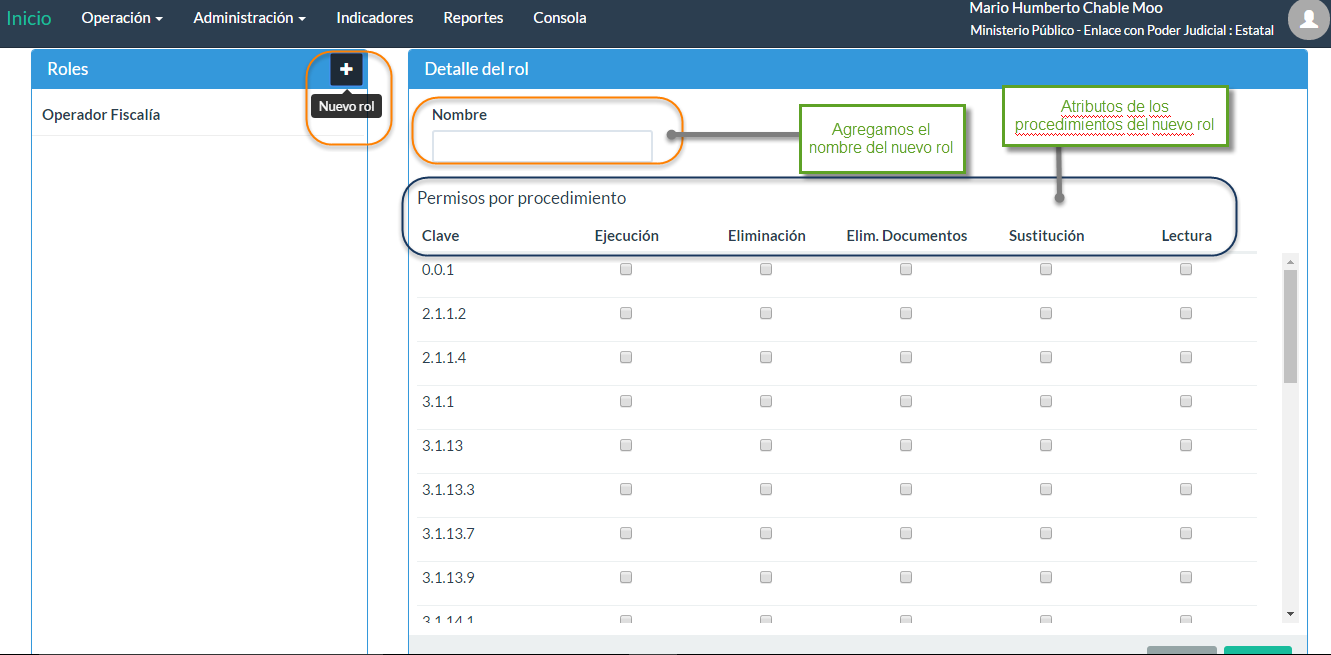 Inicio Operación Administración Indicadores Reportes Consola
Mario Humberto Chable Moo
Ministerio Público - Enlace con Poder Judicial : Estatal
Roles
Nuevo rol
Operador Fiscalía
Detalle del rol
Nombre
Agregamos el
nombre del nuevo rol
Atributos de los
procedimientos del nuevo rol
Permisos por procedimiento
Clave Ejecución Eliminación Elim. Documentos Sustitución Lectura
0.0.1
2.1.1.2
2.1.1.4
3.1.1
3.1.13
3.1.13.3
3.1.13.7
3.1.13.9
3.1.14.1